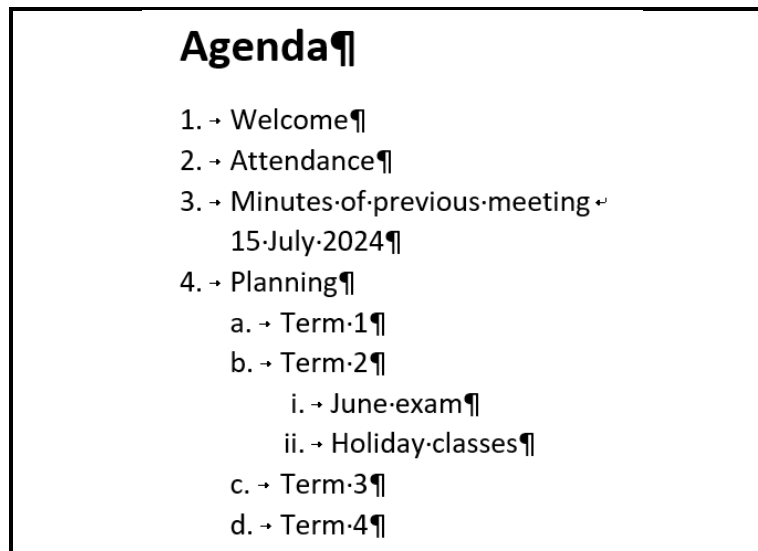 Agenda¶
1.→Welcome¶
2.→Attendance¶
3.→Minutes·of·previous·meeting↵
15·July·2024¶
4.→Planning¶
a.→Term·1¶
b.→Term·2¶
i.→June·exam¶
ii.→Holiday·classes¶
c.→Term·3¶
d.→Term·4¶